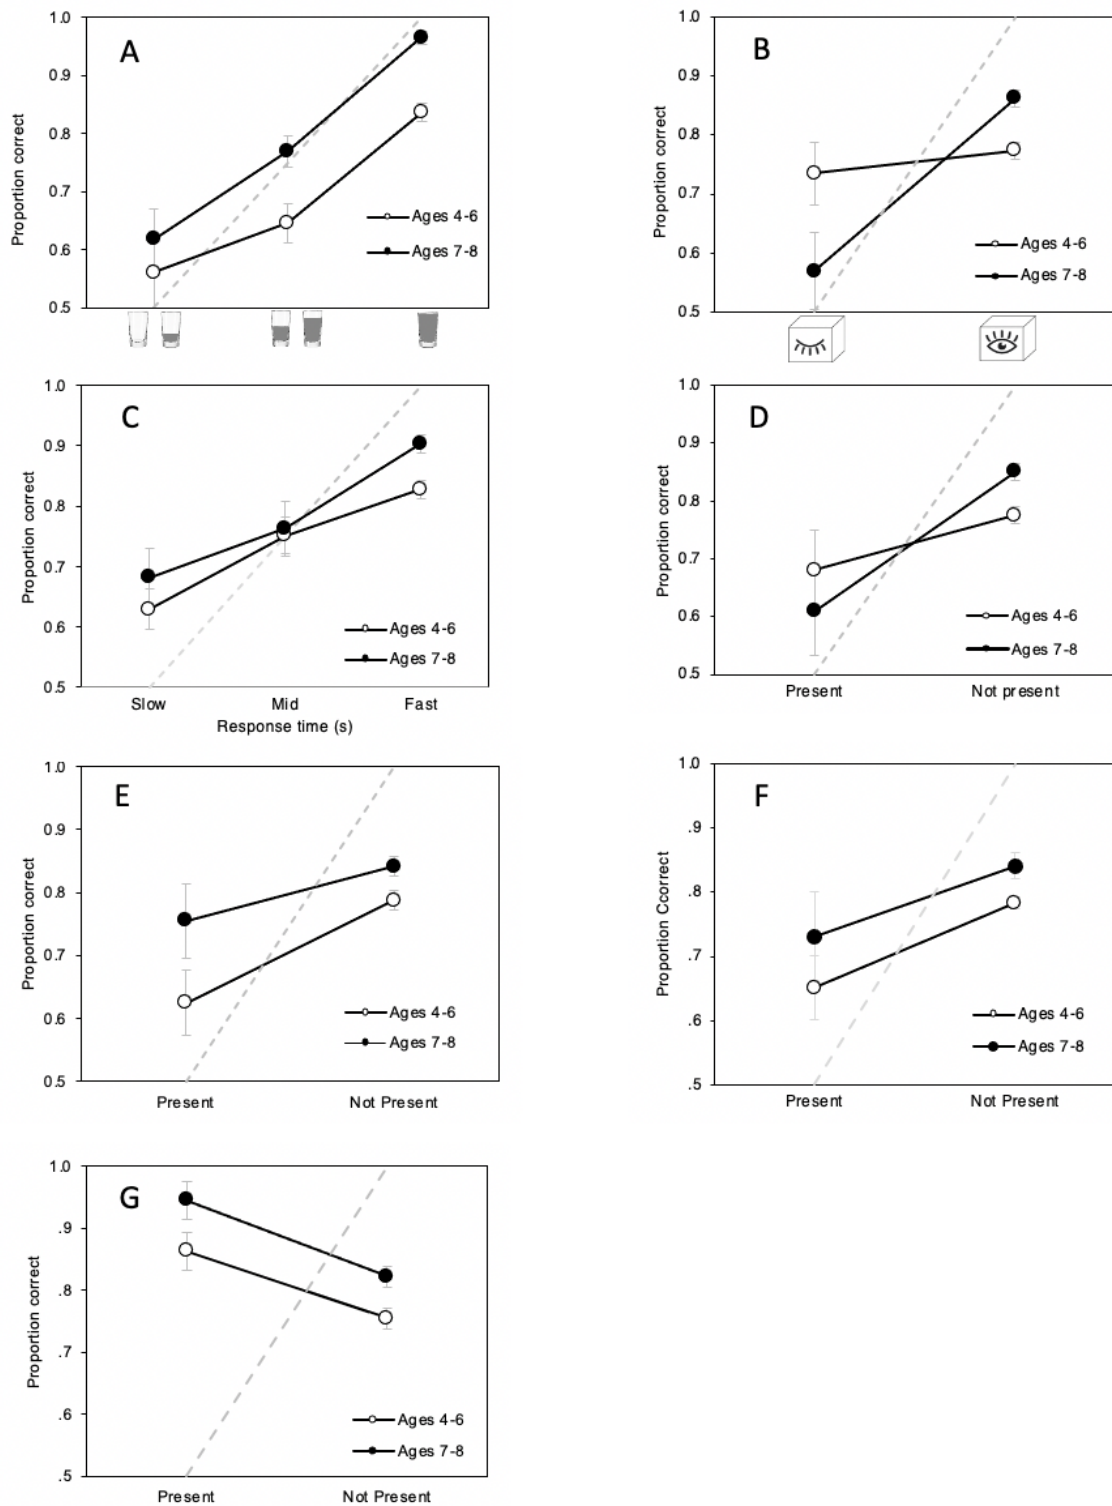 A
1.0
0.9
0.8
0.7
0.6
0.5
Proportion correct
Ages 4-6
Ages 7-8
B
1.0
0.9
0.8
0.7
0.6
0.5
Proportion correct
Ages 4-6
Ages 7-8
C
1.0
0.9
0.8
0.7
0.6
0.5
Proportion correct
Ages 4-6
Ages 7-8
Slow Mid Fast
Response time (s)
D
1.0
0.9
0.8
0.7
0.6
0.5
Proportion correct
Ages 4-6
Ages 7-8
Present Not present
E
1.0
0.9
0.8
0.7
0.6
0.5
Proportion correct
Ages 4-6
Ages 7-8
Present Not Present
F
1.0
.9
.8
.7
.6
.5
Proportion Ccorrect
Ages 4-6
Ages 7-8
Present Not Present
G
1.0
.9
.8
.7
.6
.5
Proportion correct
Ages 4-6
Ages 7-8
Present Not Present